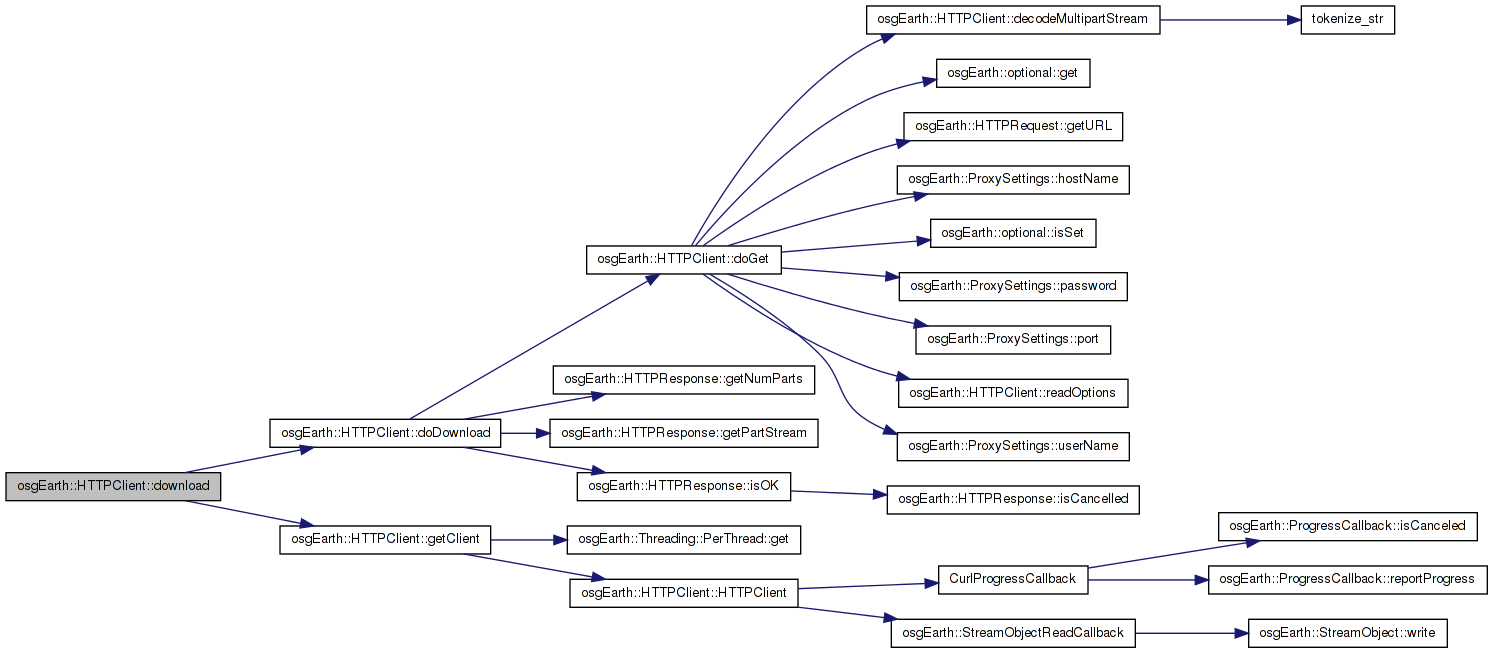 osgEarth::HTTPClient::decodeMultipartStream
tokenize_str
osgEarth::optional::get
osgEarth::HTTPRequest::getURL
osgEarth::ProxySettings::hostName
osgEarth::optional::isSet
osgEarth::HTTPClient::doGet
osgEarth::ProxySettings::password
osgEarth::ProxySettings::port
osgEarth::HTTPResponse::getNumParts
osgEarth::HTTPClient::readOptions
osgEarth::HTTPClient::doDownload
osgEarth::HTTPResponse::getPartStream
osgEarth::ProxySettings::userName
osgEarth::HTTPClient::download
osgEarth::HTTPResponse::isOK
osgEarth::HTTPResponse::isCancelled
osgEarth::HTTPClient::getClient
osgEarth::Threading::PerThread::get
osgEarth::ProgressCallback::isCanceled
osgEarth::HTTPClient::HTTPClient
CurlProgressCallback
osgEarth::ProgressCallback::reportProgress
osgEarth::StreamObjectReadCallback
osgEarth::StreamObject::write